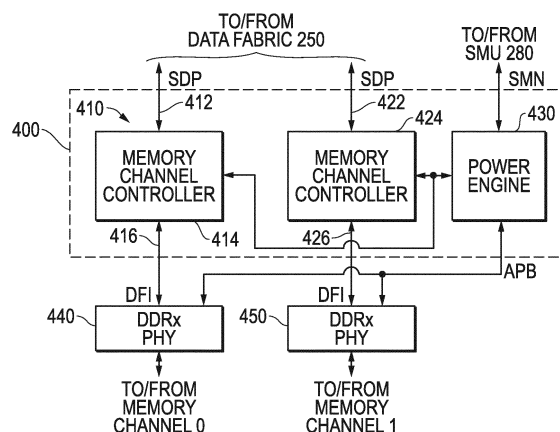 TO/FROM
DATA FABRIC 250
TO/FROM
SMU 280
SDP
SDP
SMN
410
412
422
424
430
400
MEMORY
CHANNEL
CONTROLLER
MEMORY
CHANNEL
CONTROLLER
POWER
ENGINE
416
414
426
APB
DFI
DFI
440
DDRx
PHY
450
DDRx
PHY
TO/FROM
MEMORY
CHANNEL 0
TO/FROM
MEMORY
CHANNEL 1